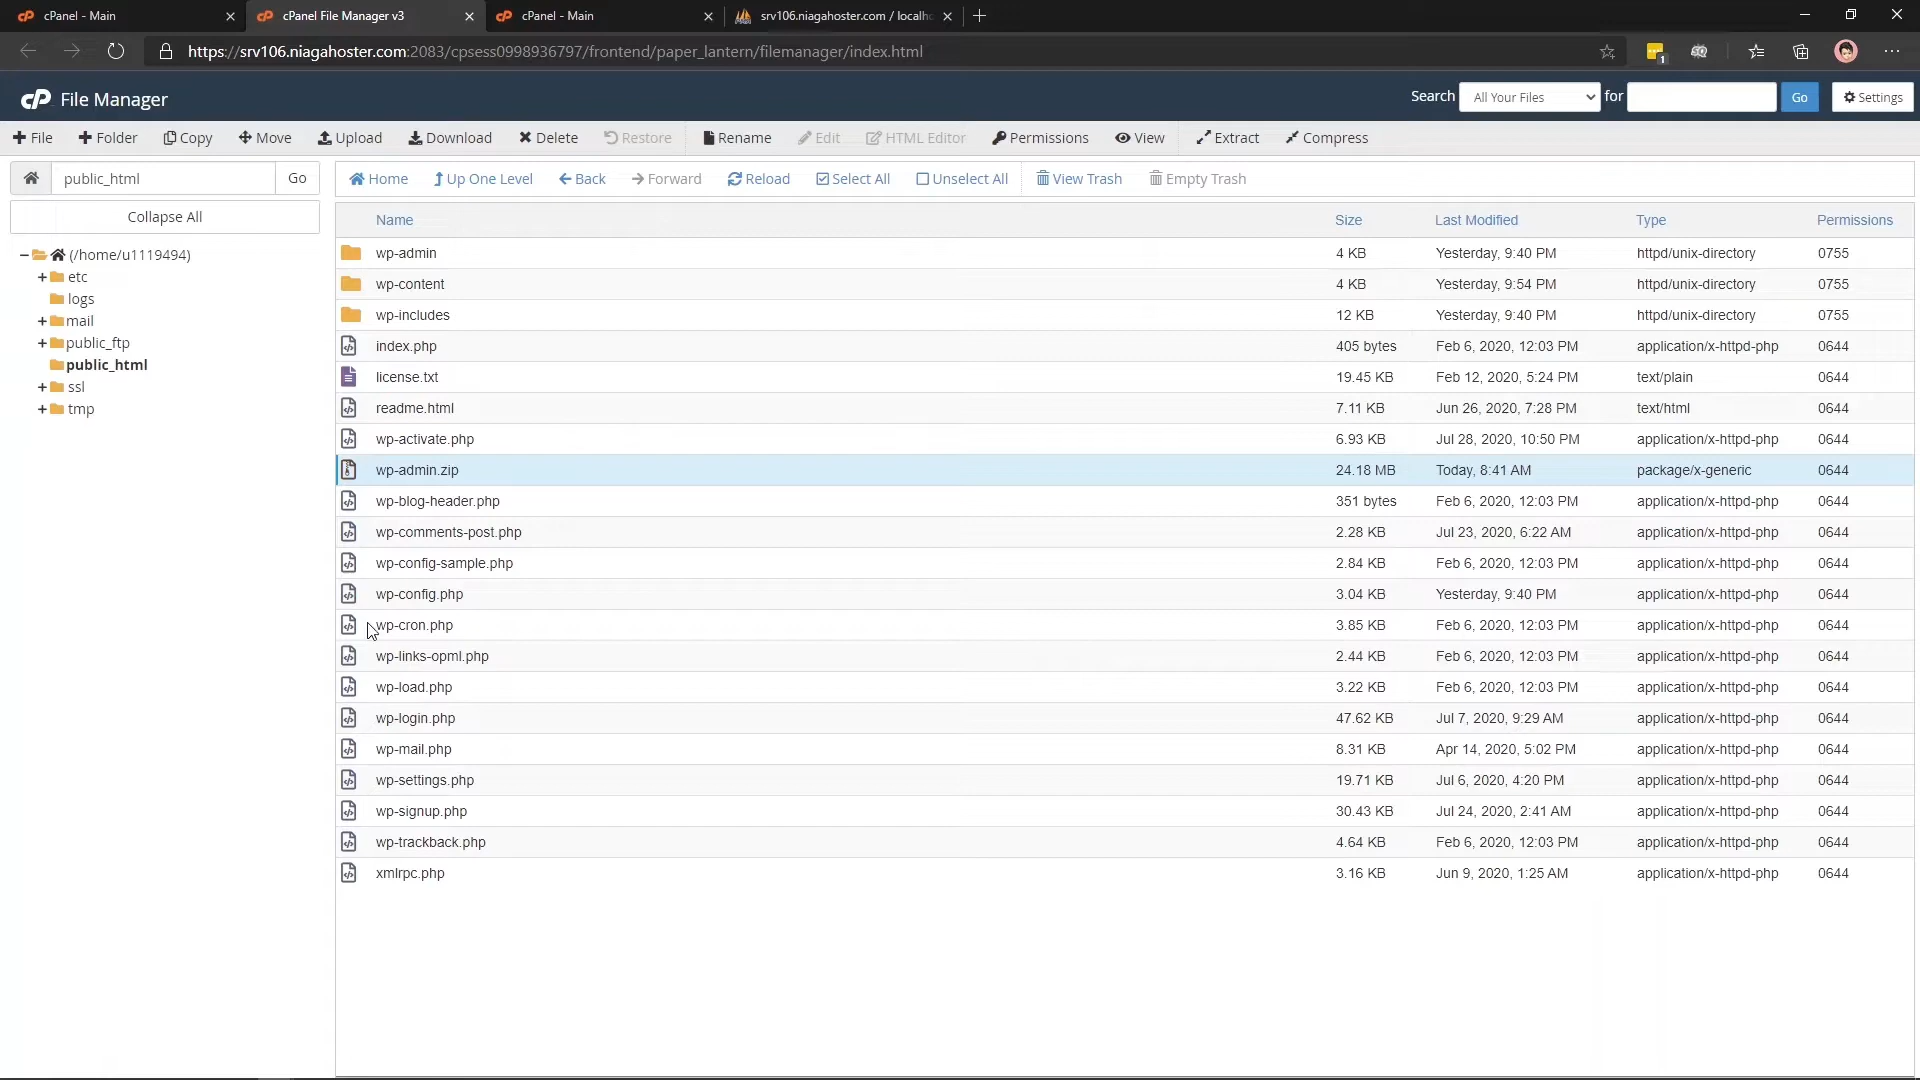 cPanel - Main
cPanel File Manager v3
cPanel - Main
srv106.niagahoster.com / localho
https://srv106.niagahoster.com:2083/cpsess0998936797/frontend/paper_lantern/filemanager/index.html
1
cP File Manager
Search All Your Files for Go Settings
File Folder Copy Move Upload Download Delete Restore Rename Edit HTML Editor Permissions View Extract Compress
public_html Go
Home Up One Level Back Forward Reload Select All Unselect All View Trash Empty Trash
Collapse All
(/home/u1119494)
etc
logs
mail
public_ftp
public_html
ssl
tmp
Name Size Last Modified Type Permissions
wp-admin 4 KB Yesterday, 9:40 PM httpd/unix-directory 0755
wp-content 4 KB Yesterday, 9:54 PM httpd/unix-directory 0755
wp-includes 12 KB Yesterday, 9:40 PM httpd/unix-directory 0755
index.php 405 bytes Feb 6, 2020, 12:03 PM application/x-httpd-php 0644
license.txt 19.45 KB Feb 12, 2020, 5:24 PM text/plain 0644
readme.html 7.11 KB Jun 26, 2020, 7:28 PM text/html 0644
wp-activate.php 6.93 KB Jul 28, 2020, 10:50 PM application/x-httpd-php 0644
wp-admin.zip 24.18 MB Today, 8:41 AM package/x-generic 0644
wp-blog-header.php 351 bytes Feb 6, 2020, 12:03 PM application/x-httpd-php 0644
wp-comments-post.php 2.28 KB Jul 23, 2020, 6:22 AM application/x-httpd-php 0644
wp-config-sample.php 2.84 KB Feb 6, 2020, 12:03 PM application/x-httpd-php 0644
wp-config.php 3.04 KB Yesterday, 9:40 PM application/x-httpd-php 0644
wp-cron.php 3.85 KB Feb 6, 2020, 12:03 PM application/x-httpd-php 0644
wp-links-opml.php 2.44 KB Feb 6, 2020, 12:03 PM application/x-httpd-php 0644
wp-load.php 3.22 KB Feb 6, 2020, 12:03 PM application/x-httpd-php 0644
wp-login.php 47.62 KB Jul 7, 2020, 9:29 AM application/x-httpd-php 0644
wp-mail.php 8.31 KB Apr 14, 2020, 5:02 PM application/x-httpd-php 0644
wp-settings.php 19.71 KB Jul 6, 2020, 4:20 PM application/x-httpd-php 0644
wp-signup.php 30.43 KB Jul 24, 2020, 2:41 AM application/x-httpd-php 0644
wp-trackback.php 4.64 KB Feb 6, 2020, 12:03 PM application/x-httpd-php 0644
xmlrpc.php 3.16 KB Jun 9, 2020, 1:25 AM application/x-httpd-php 0644